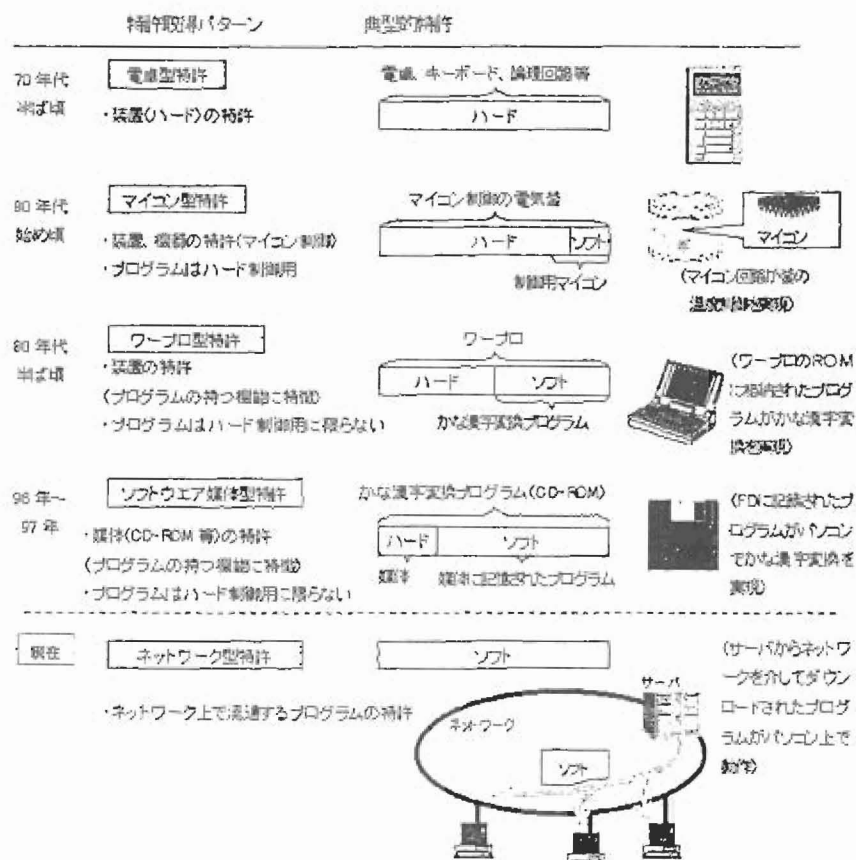 特許取得パターン 典型的特許
70年代
半ば頃
電卓型特許
・装置(ハード)の特許
電卓、キーボード、論理回路等
ハード
80年代
始め頃
マイコン型特許
・装置、機器の特許(マイコン制御)
・プログラムはハード制御用
マイコン制御の電気釜
ハード ソフト
制御用マイコン
マイコン
(マイコン回路が釜の
温度制御を実現)
80年代
半ば頃
ワープロ型特許
・装置の特許
(プログラムの持つ機能に特徴)
・プログラムはハード制御用に限らない
ワープロ
ハード ソフト
かな漢字変換プログラム
(ワープロのROM
に格納されたプログ
ラムがかな漢字変
換を実現)
96年~
97年
ソフトウエア媒体型特許
・媒体(CD-ROM 等)の特許
(プログラムの持つ機能に特徴)
・プログラムはハード制御用に限らない
かな漢字変換プログラム(CD-ROM)
ハード ソフト
媒体 媒体に記録されたプログラム
(FDに記録されたプ
ログラムがパソコン
でかな漢字変換を
実現)
現在
ネットワーク型特許
・ネットワーク上で流通するプログラムの特許
ソフト
サーバ
ネットワーク
ソフト
(サーバからネットワ
ークを介してダウン
ロードされたプログ
ラムがパソコン上で
動作)